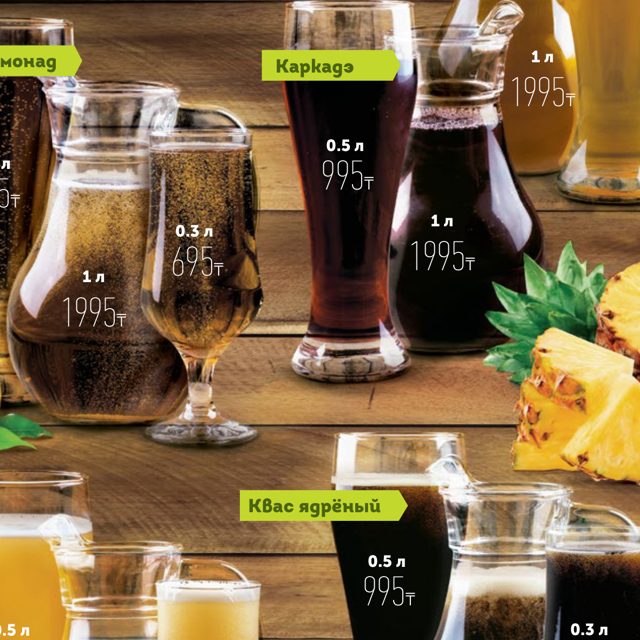 монад
Каркадэ
1 л
1995₸
0.5 л
995₸
л
5₸
0.3 л
695₸
1 л
1995₸
1 л
1995₸
Квас ядрёный
0.5 л
995₸
0.5 л
0.3 л